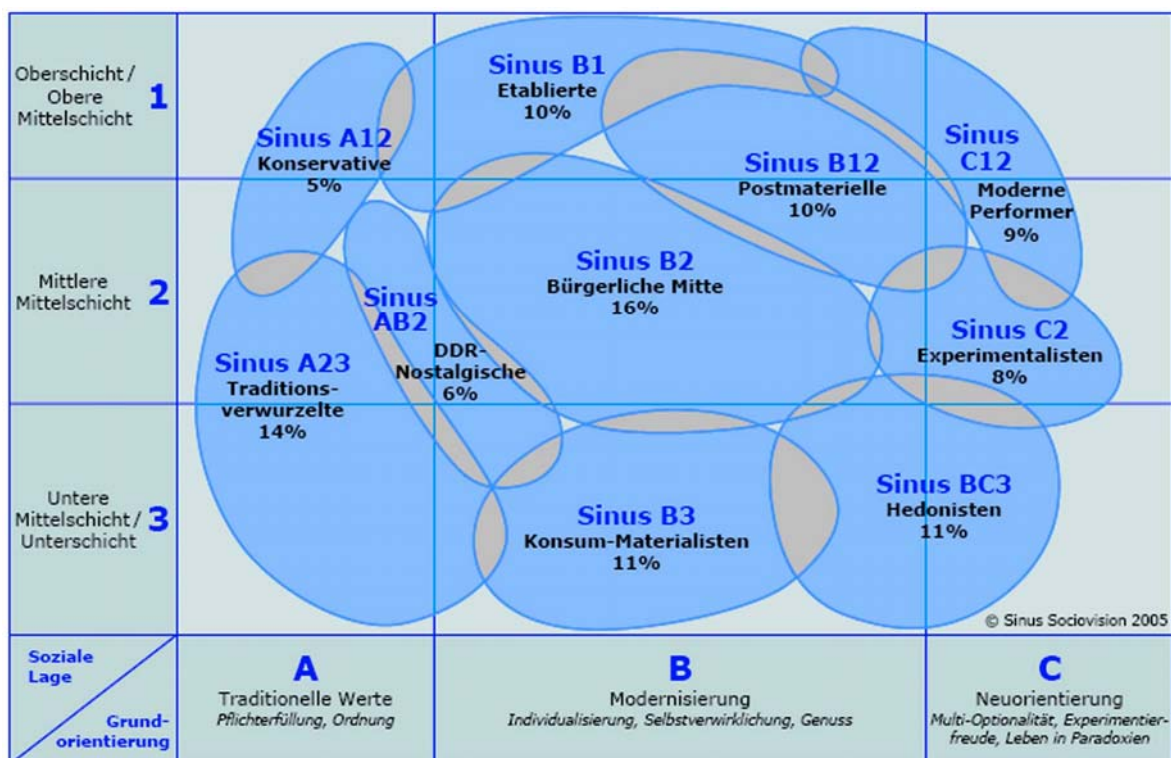 Oberschicht /
Obere
Mittelschicht
1
Sinus B1
Etablierte
10%
Sinus A12
Konservative
5%
Sinus B12
Postmaterielle
10%
Sinus
C12
Moderne
Performer
9%
Mittlere
Mittelschicht
2
Sinus B2
Bürgerliche Mitte
16%
Sinus
AB2
DDR-
Nostalgische
6%
Sinus A23
Traditions-
verwurzelte
14%
Sinus C2
Experimentalisten
8%
Untere
Mittelschicht /
Unterschicht
3
Sinus B3
Konsum-Materialisten
11%
Sinus BC3
Hedonisten
11%
© Sinus Sociovision 2005
Soziale
Lage
Grund-
orientierung
A
Traditionelle Werte
Pflichterfüllung, Ordnung
B
Modernisierung
Individualisierung, Selbstverwirklichung, Genuss
C
Neuorientierung
Multi-Optionalität, Experimentier-
freude, Leben in Paradoxien